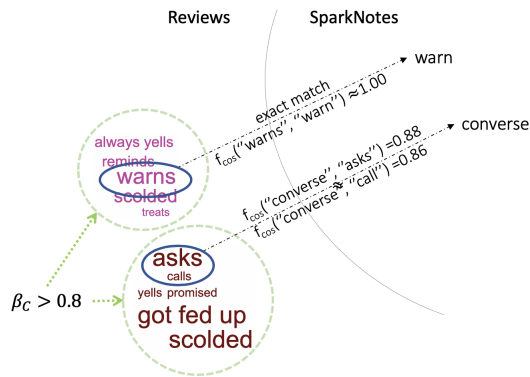 Reviews SparkNotes
warn
exact match
f_cos("warns", "warn") ≈1.00
converse
f_cos("converse", "asks") =0.88
≈
f_cos("converse", "call") =0.86
always yells
reminds
warns
scolded
treats
asks
calls
yells promised
got fed up
scolded
β_C > 0.8